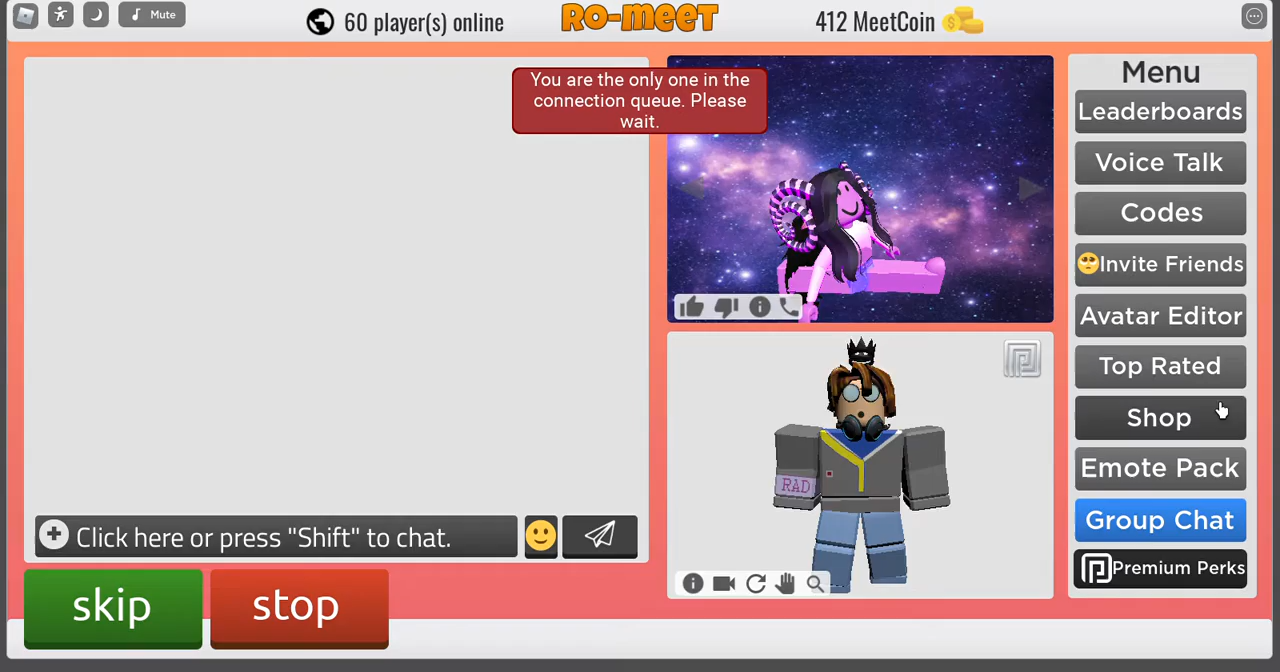 Mute
60 player(s) online
RO-MEET
412 MeetCoin
You are the only one in the
connection queue. Please
wait.
Menu
Leaderboards
Voice Talk
Codes
Invite Friends
Avatar Editor
Top Rated
Shop
Emote Pack
Group Chat
Premium Perks
RAD
Click here or press "Shift" to chat.
skip
stop